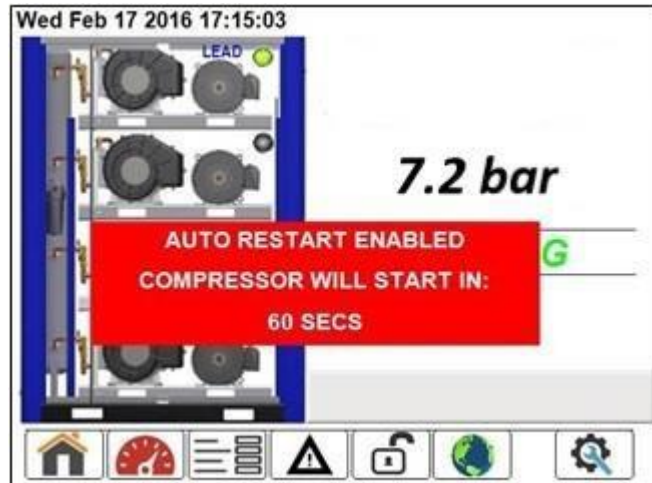 Wed Feb 17 2016 17:15:03
LEAD
7.2 bar
AUTO RESTART ENABLED
G
COMPRESSOR WILL START IN:
60 SECS